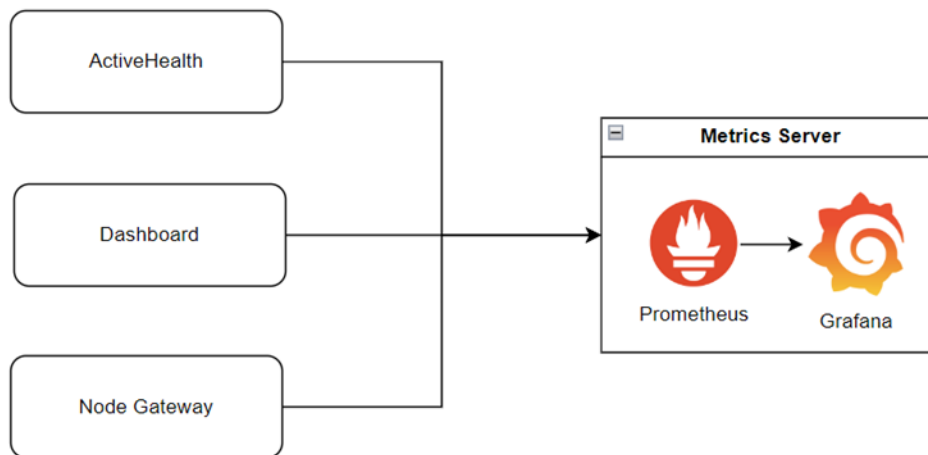 ActiveHealth
Dashboard
Node Gateway
Metrics Server
Prometheus
Grafana